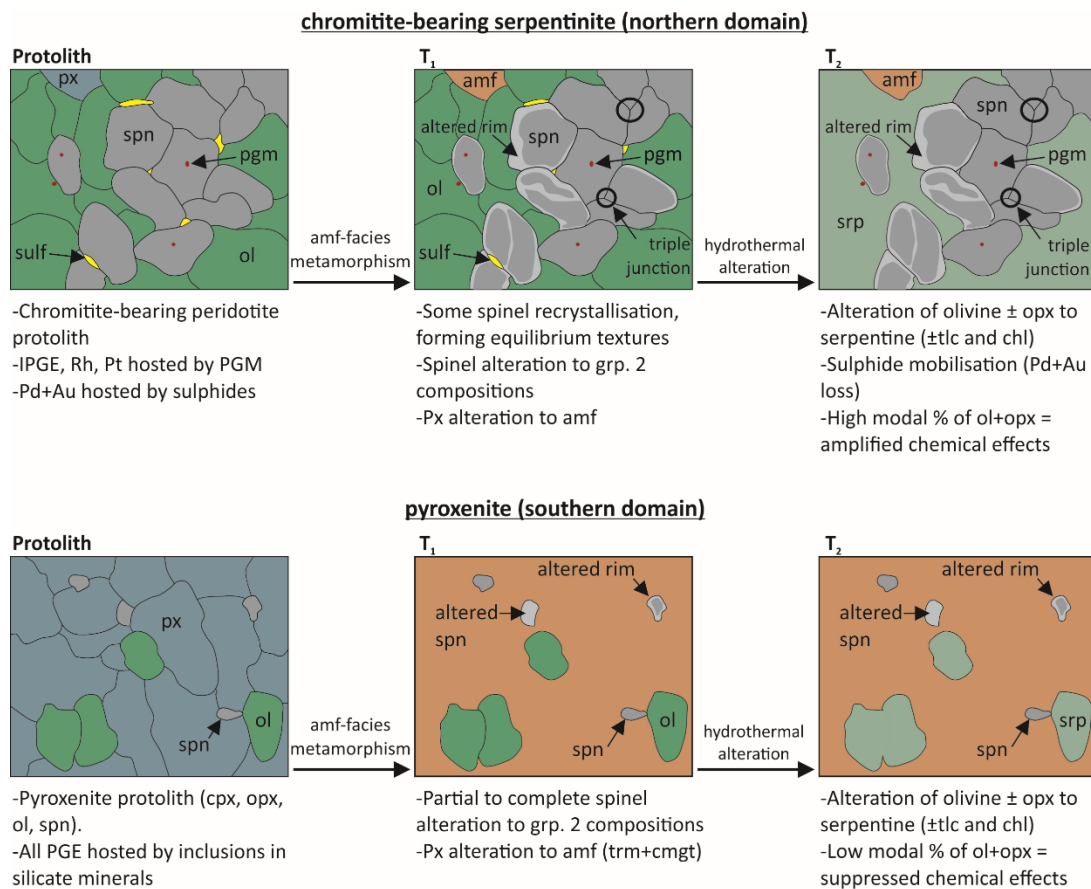 chromitite-bearing serpentinite (northern domain)
Protolith
px
spn
pgm
ol
sulf
ol
amf-facies
metamorphism
T1
amf
altered rim
spn
pgm
ol
sulf
triple
junction
hydrothermal
alteration
T2
amf
altered rim
spn
pgm
srp
triple
junction
-Chromitite-bearing peridotite
protolith
-IPGE, Rh, Pt hosted by PGM
-Pd+Au hosted by sulphides
-Some spinel recrystallisation,
forming equilibrium textures
-Spinel alteration to grp. 2
compositions
-Px alteration to amf
-Alteration of olivine ± opx to
serpentine (±tlc and chl)
-Sulphide mobilisation (Pd+Au
loss)
-High modal % of ol+opx =
amplified chemical effects
pyroxenite (southern domain)
Protolith
px
spn
ol
amf-facies
metamorphism
T1
altered rim
altered
spn
spn
ol
hydrothermal
alteration
T2
altered rim
altered
spn
spn
srp
-Pyroxenite protolith (cpx, opx,
ol, spn).
-All PGE hosted by inclusions in
silicate minerals
-Partial to complete spinel
alteration to grp. 2 compositions
-Px alteration to amf (trm+cmgt)
-Alteration of olivine ± opx to
serpentine (±tlc and chl)
-Low modal % of ol+opx =
suppressed chemical effects